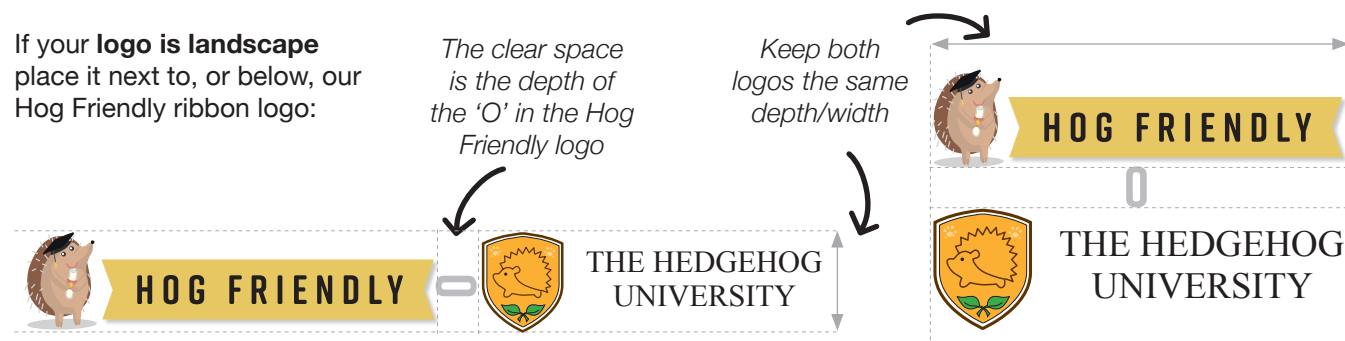 If your logo is landscape
place it next to, or below, our
Hog Friendly ribbon logo:
The clear space
is the depth of
the ‘O’ in the Hog
Friendly logo
Keep both
logos the same
depth/width
HOG FRIENDLY
THE HEDGEHOG
UNIVERSITY
HOG FRIENDLY
O
THE HEDGEHOG
UNIVERSITY
O